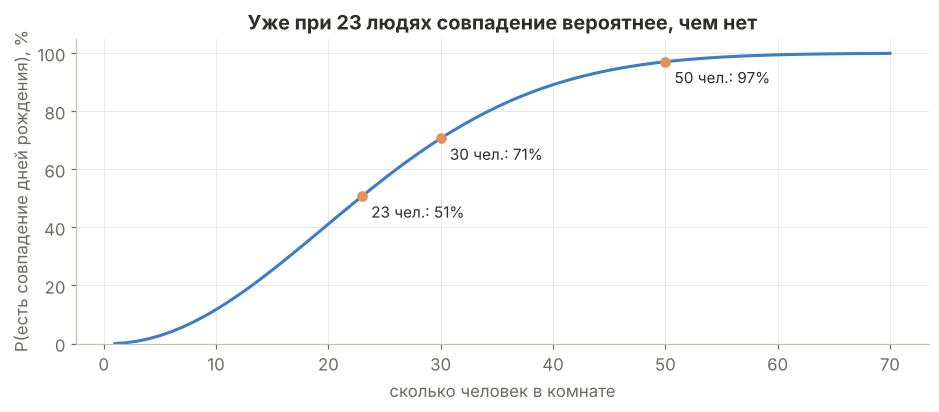 Уже при 23 людях совпадение вероятнее, чем нет
P(есть совпадение дней рождения), %
100
80
60
40
20
0
50 чел.: 97%
30 чел.: 71%
23 чел.: 51%
0 10 20 30 40 50 60 70
сколько человек в комнате